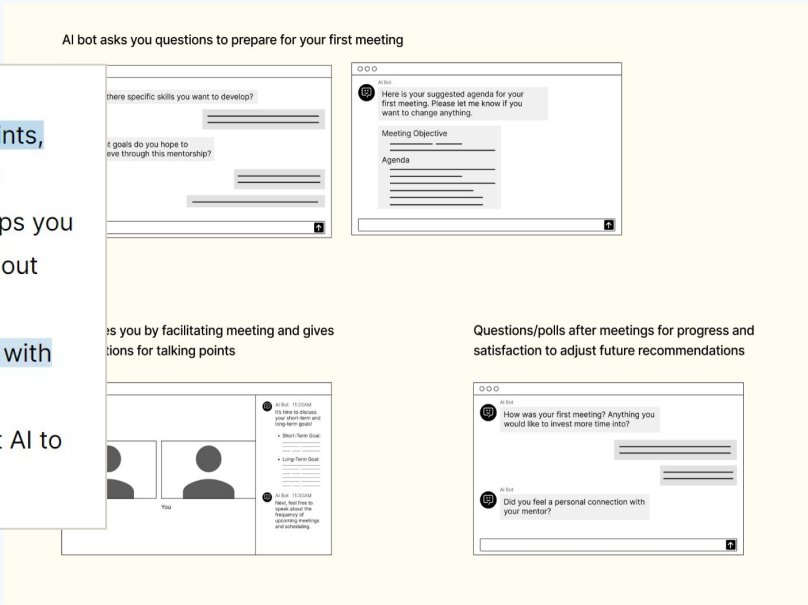 AI bot asks you questions to prepare for your first meeting
there specific skills you want to develop?
t goals do you hope to
eve through this mentorship?
AI Bot
Here is your suggested agenda for your
first meeting. Please let me know if you
want to change anything.
Meeting Objective
Agenda
ints,
ps you
out
with
AI to
es you by facilitating meeting and gives
tions for talking points
You
AI Bot 11:20AM
It's time to discuss
your short-term and
long-term goals!
• Short-Term Goal:
• Long-Term Goal:
AI Bot 11:30AM
Next, feel free to
speak about the
frequency of
upcoming meetings
and scheduling.
Questions/polls after meetings for progress and
satisfaction to adjust future recommendations
AI Bot
How was your first meeting? Anything you
would like to invest more time into?
AI Bot
Did you feel a personal connection with
your mentor?